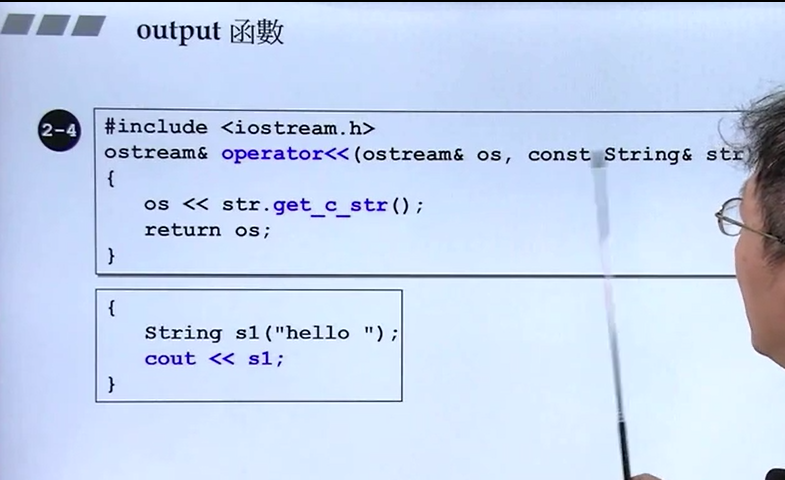 output 函數
2-4
#include <iostream.h>
ostream& operator<<(ostream& os, const String& str)
{
os << str.get_c_str();
return os;
}
{
String s1("hello ");
cout << s1;
}